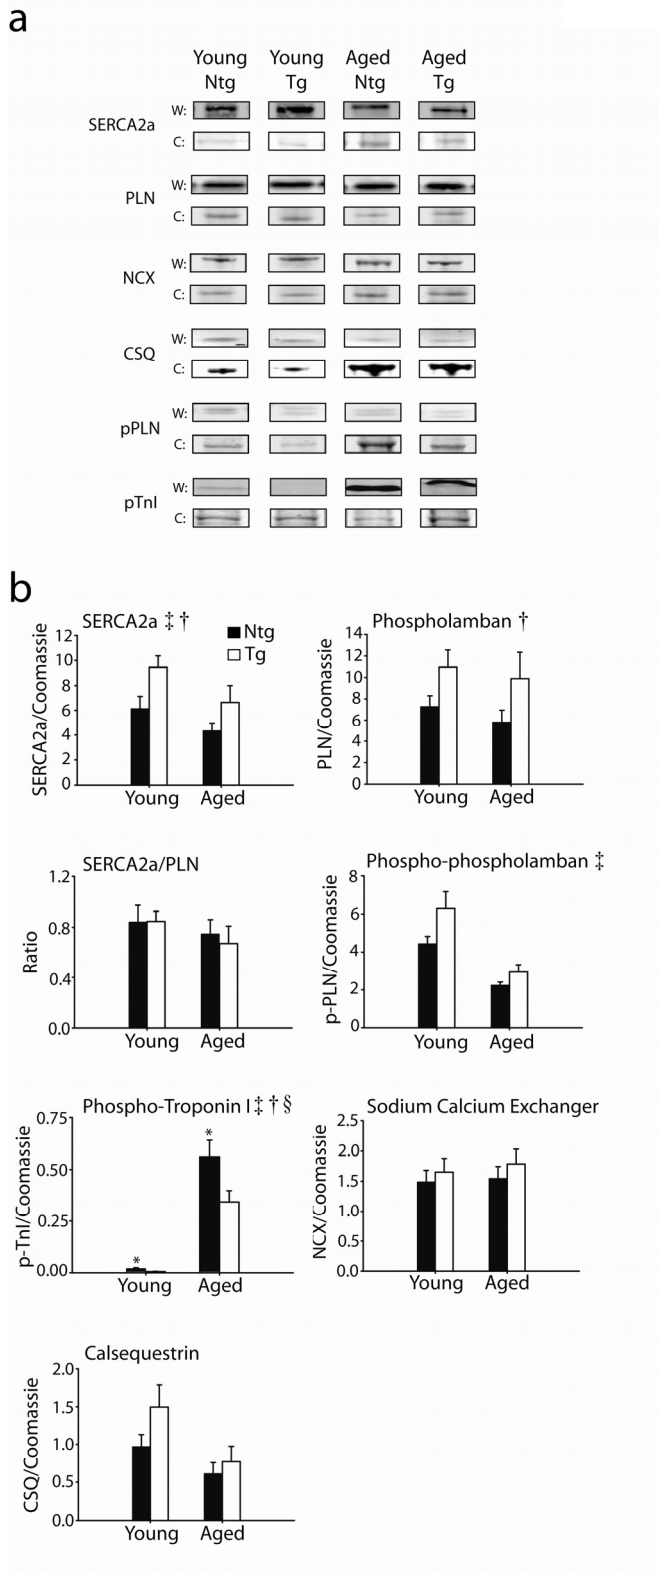 a
Young Young Aged Aged
Ntg Tg Ntg Tg
SERCA2a W:
C:
PLN W:
C:
NCX W:
C:
CSQ W:
C:
pPLN W:
C:
pTnI W:
C:
b
SERCA2a ‡ †
Ntg
Tg
SERCA2a/Coomassie
12
10
8
6
4
2
0
Young Aged
Phospholamban †
PLN/Coomassie
14
12
10
8
6
4
2
0
Young Aged
SERCA2a/PLN
Ratio
1.2
0.8
0.4
0.0
Young Aged
Phospho-phospholamban ‡
p-PLN/Coomassie
8
6
4
2
0
Young Aged
Phospho-Troponin I ‡ † §
p-TnI/Coomassie
0.75
0.50
0.25
0.00
*
*
Young Aged
Sodium Calcium Exchanger
NCX/Coomassie
2.5
2.0
1.5
1.0
0.5
0.0
Young Aged
Calsequestrin
CSQ/Coomassie
2.0
1.5
1.0
0.5
0.0
Young Aged